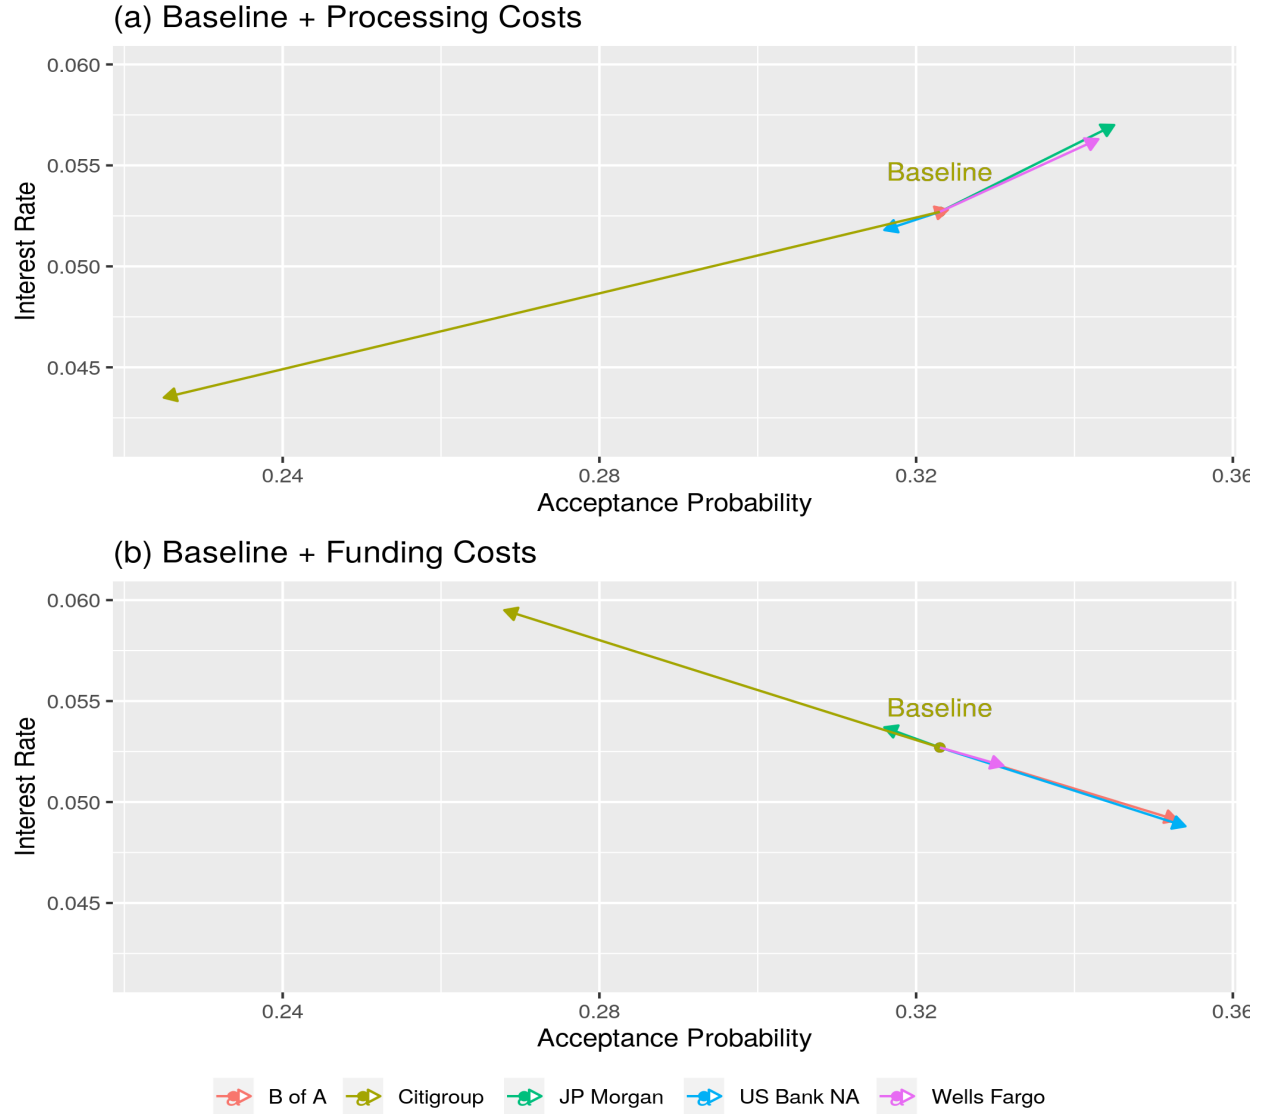 (a) Baseline + Processing Costs
0.060
0.055
0.050
0.045
Interest Rate
Baseline
0.24 0.28 0.32 0.36
Acceptance Probability
(b) Baseline + Funding Costs
0.060
0.055
0.050
0.045
Interest Rate
Baseline
0.24 0.28 0.32 0.36
Acceptance Probability
B of A Citigroup JP Morgan US Bank NA Wells Fargo